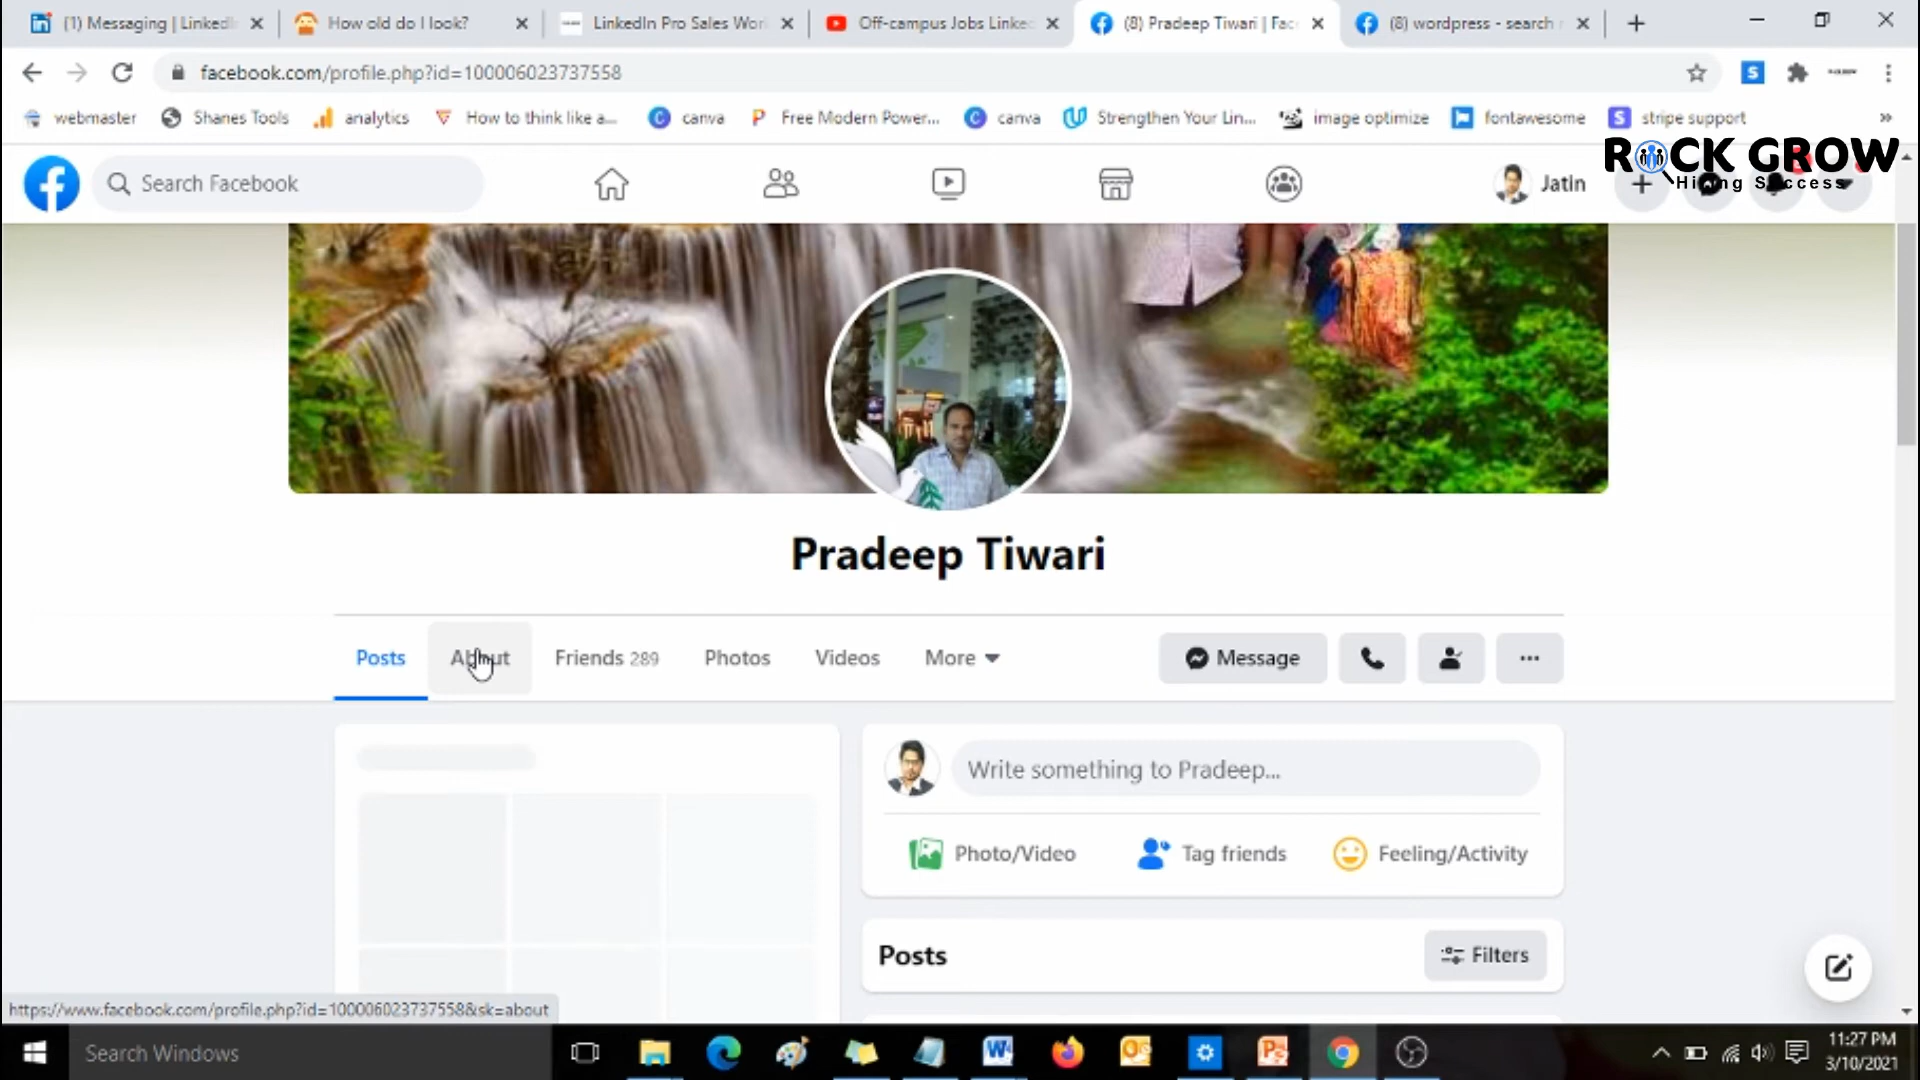 (1) Messaging | LinkedIn
How old do I look?
LinkedIn Pro Sales Wor
Off-campus Jobs Linke
(8) Pradeep Tiwari | Fac
(8) wordpress - search r
facebook.com/profile.php?id=100006023737558
webmaster
Shanes Tools
analytics
How to think like a...
canva
Free Modern Power...
canva
Strengthen Your Lin...
image optimize
fontawesome
stripe support
»
ROCK GROW
Hiring Success
Search Facebook
Jatin
Pradeep Tiwari
Posts
About
Friends 289
Photos
Videos
More
Message
Write something to Pradeep...
Photo/Video
Tag friends
Feeling/Activity
Posts
Filters
https://www.facebook.com/profile.php?id=100006023737558&sk=about
Search Windows
11:27 PM
3/10/2021